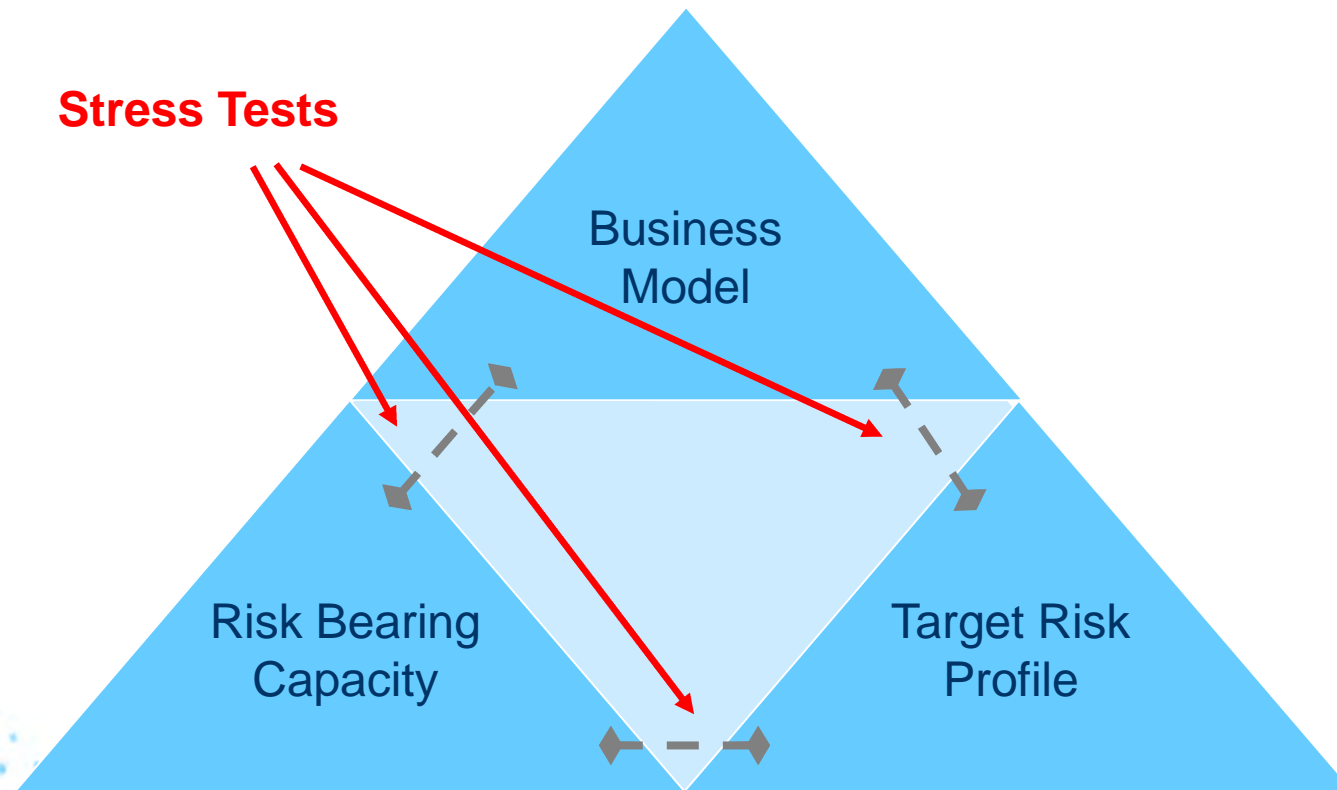 Stress Tests
Business
Model
Risk Bearing
Capacity
Target Risk
Profile